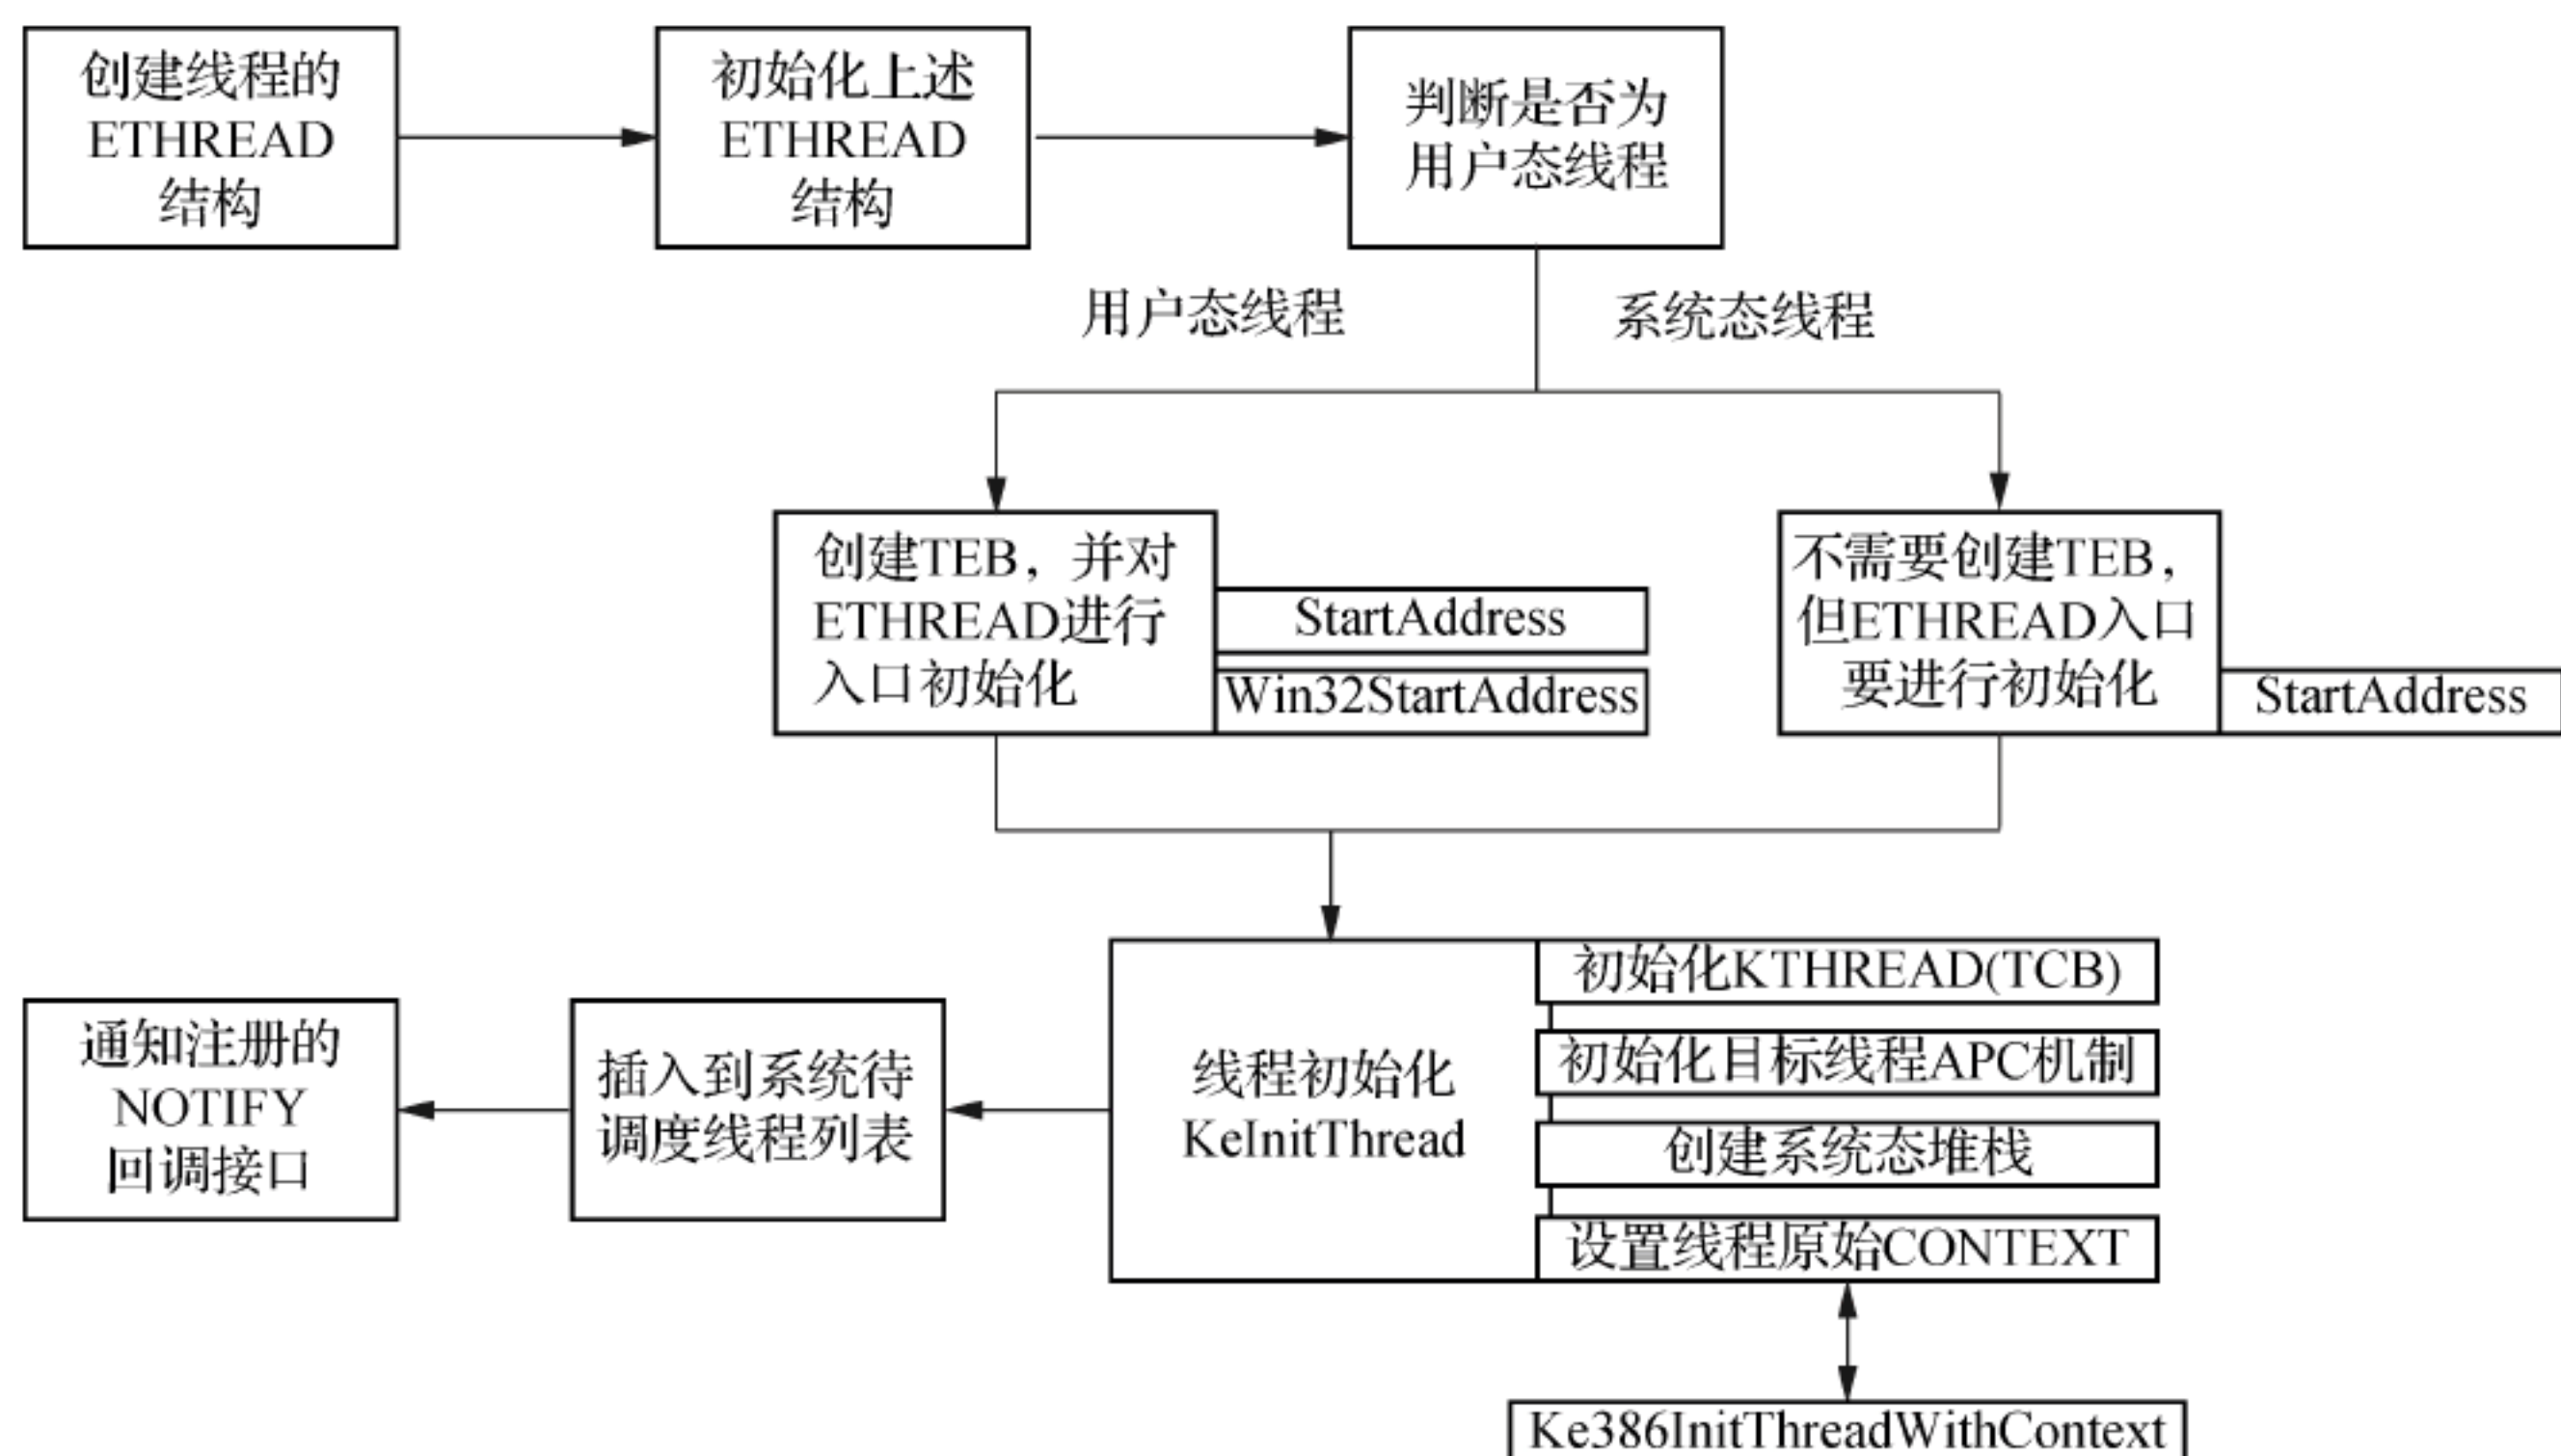 创建线程的
ETHREAD
结构
初始化上述
ETHREAD
结构
判断是否为
用户态线程
用户态线程
系统态线程
创建TEB，并对
ETHREAD进行
入口初始化
StartAddress
Win32StartAddress
不需要创建TEB，
但ETHREAD入口
要进行初始化
StartAddress
初始化KTHREAD(TCB)
初始化目标线程APC机制
创建系统态堆栈
设置线程原始CONTEXT
线程初始化
KeInitThread
插入到系统待
调度线程列表
通知注册的
NOTIFY
回调接口
Ke386InitThreadWithContext